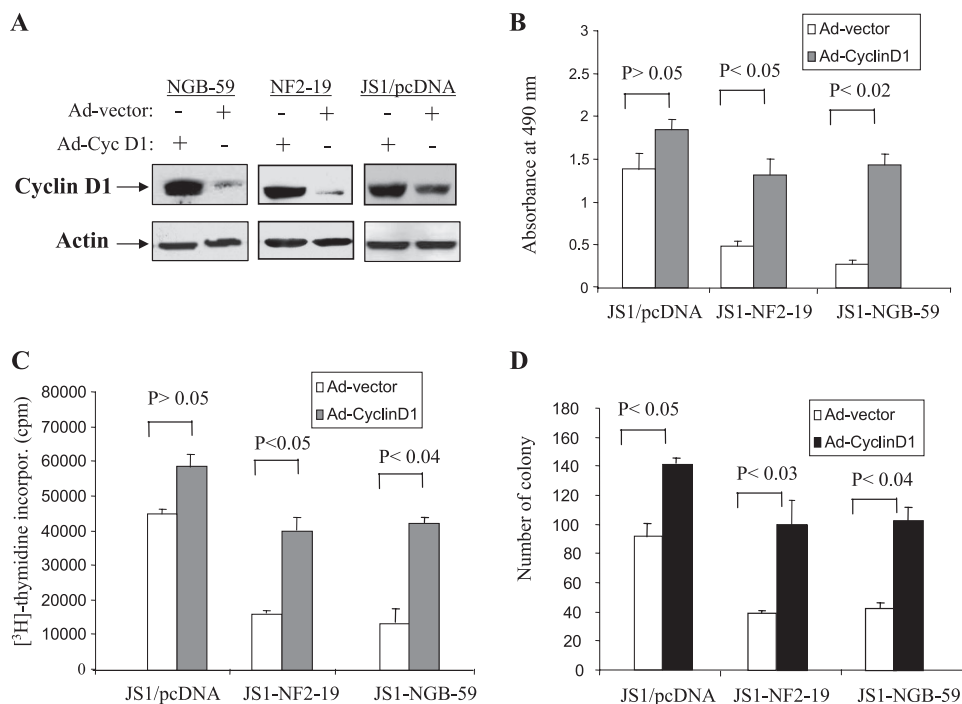 A
NGB-59 NF2-19 JS1/pcDNA
Ad-vector: - + - + - +
Ad-Cyc D1: + - + - + -
Cyclin D1
Actin
B
Ad-vector
Ad-CyclinD1
P> 0.05
P< 0.05
P< 0.02
Absorbance at 490 nm
3
2.5
2
1.5
1
0.5
0
JS1/pcDNA JS1-NF2-19 JS1-NGB-59
C
Ad-vector
Ad-CyclinD1
P> 0.05
P<0.05
P< 0.04
[³H]-thymidine incorpor. (cpm)
80000
70000
60000
50000
40000
30000
20000
10000
0
JS1/pcDNA JS1-NF2-19 JS1-NGB-59
D
Ad-vector
Ad-CyclinD1
P< 0.05
P< 0.03
P< 0.04
Number of colony
180
160
140
120
100
80
60
40
20
0
JS1/pcDNA JS1-NF2-19 JS1-NGB-59